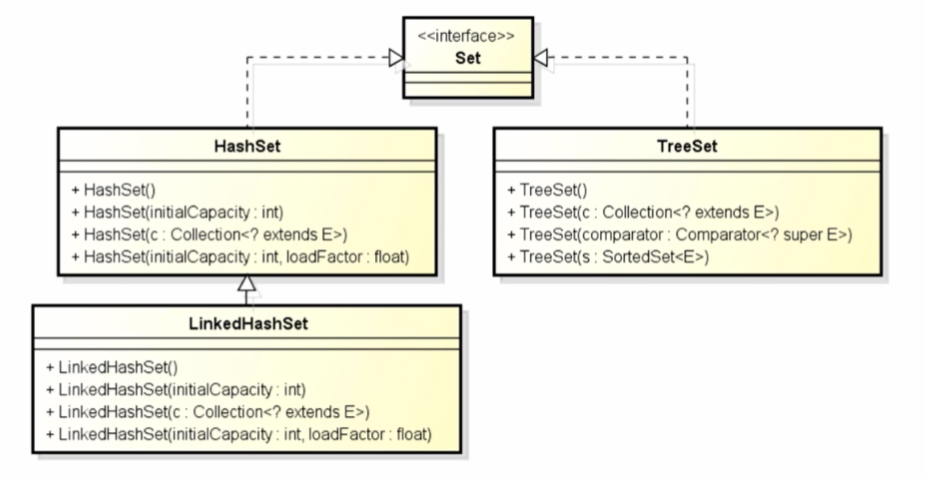 <<interface>>
Set
HashSet
+ HashSet()
+ HashSet(initialCapacity : int)
+ HashSet(c : Collection<? extends E>)
+ HashSet(initialCapacity : int, loadFactor : float)
TreeSet
+ TreeSet()
+ TreeSet(c : Collection<? extends E>)
+ TreeSet(comparator : Comparator<? super E>)
+ TreeSet(s : SortedSet<E>)
LinkedHashSet
+ LinkedHashSet()
+ LinkedHashSet(initialCapacity : int)
+ LinkedHashSet(c : Collection<? extends E>)
+ LinkedHashSet(initialCapacity : int, loadFactor : float)